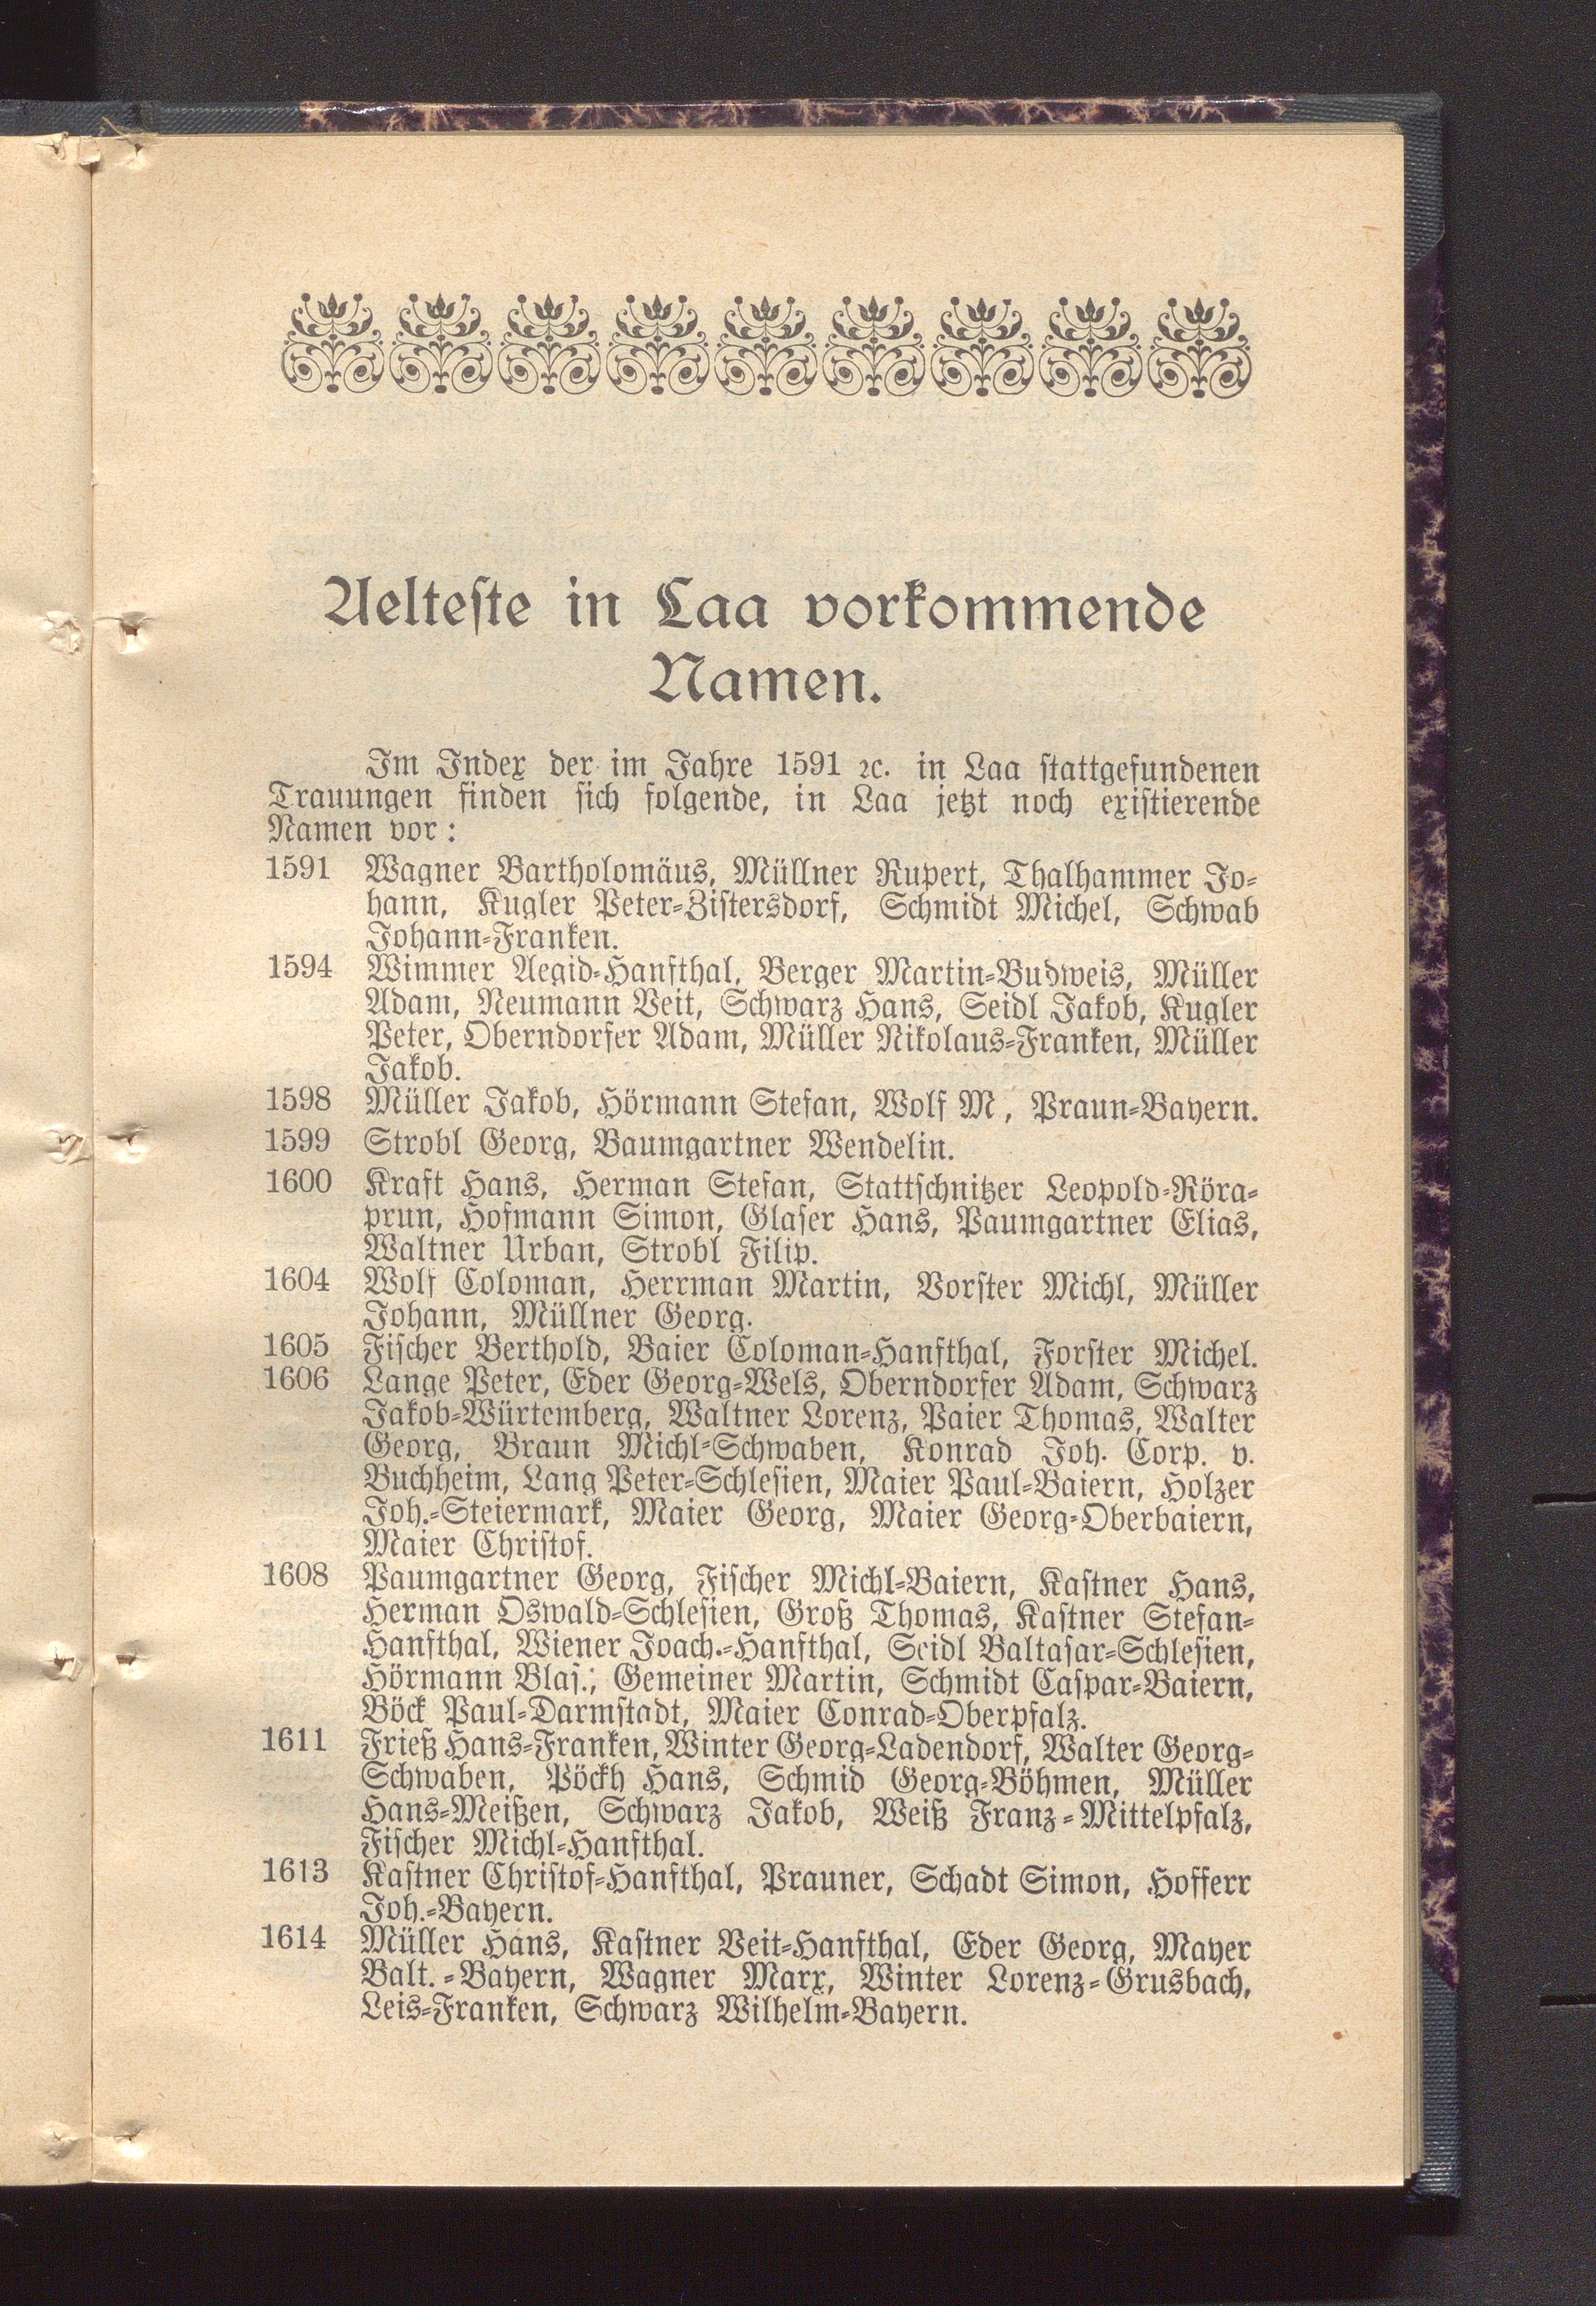 Aelteste in Laa vorkommende
Namen.
Im Index der im Jahre 1591 ꝛc. in Laa stattgefundenen
Trauungen finden sich folgende, in Laa jetzt noch existierende
Namen vor:
1591 Wagner Bartholomäus, Müllner Rupert, Thalhammer Jo-
hann, Kugler Peter-Zistersdorf, Schmidt Michel, Schwab
Johann-Franken.
1594 Wimmer Aegid-Hanfthal, Berger Martin-Budweis, Müller
Adam, Neumann Veit, Schwarz Hans, Seidl Jakob, Kugler
Peter, Oberndorfer Adam, Müller Nikolaus-Franken, Müller
Jakob.
1598 Müller Jakob, Hörmann Stefan, Wolf M, Praun-Bayern.
1599 Strobl Georg, Baumgartner Wendelin.
1600 Kraft Hans, Herman Stefan, Stattschnitzer Leopold-Röra-
prun, Hofmann Simon, Glaser Hans, Paumgartner Elias,
Waltner Urban, Strobl Filip.
1604 Wolf Coloman, Herrman Martin, Vorster Michl, Müller
Johann, Müllner Georg.
1605 Fischer Berthold, Baier Coloman-Hanfthal, Forster Michel.
1606 Lange Peter, Eder Georg-Wels, Oberndorfer Adam, Schwarz
Jakob-Würtemberg, Waltner Lorenz, Paier Thomas, Walter
Georg, Braun Michl-Schwaben, Konrad Joh. Corp. v.
Buchheim, Lang Peter-Schlesien, Maier Paul-Baiern, Holzer
Joh.-Steiermark, Maier Georg, Maier Georg-Oberbaiern,
Maier Christof.
1608 Paumgartner Georg, Fischer Michl-Baiern, Kastner Hans,
Herman Oswald-Schlesien, Groß Thomas, Kastner Stefan-
Hanfthal, Wiener Joach.-Hanfthal, Seidl Baltasar-Schlesien,
Hörmann Blas.; Gemeiner Martin, Schmidt Caspar-Baiern,
Böck Paul-Darmstadt, Maier Conrad-Oberpfalz.
1611 Frieß Hans-Franken, Winter Georg-Ladendorf, Walter Georg-
Schwaben, Pöckh Hans, Schmid Georg-Böhmen, Müller
Hans-Meißen, Schwarz Jakob, Weiß Franz-Mittelpfalz,
Fischer Michl-Hanfthal.
1613 Kastner Christof-Hanfthal, Prauner, Schadt Simon, Hofferr
Joh.-Bayern.
1614 Müller Hans, Kastner Veit-Hanfthal, Eder Georg, Mayer
Balt.-Bayern, Wagner Marx, Winter Lorenz-Grusbach,
Leis-Franken, Schwarz Wilhelm-Bayern.